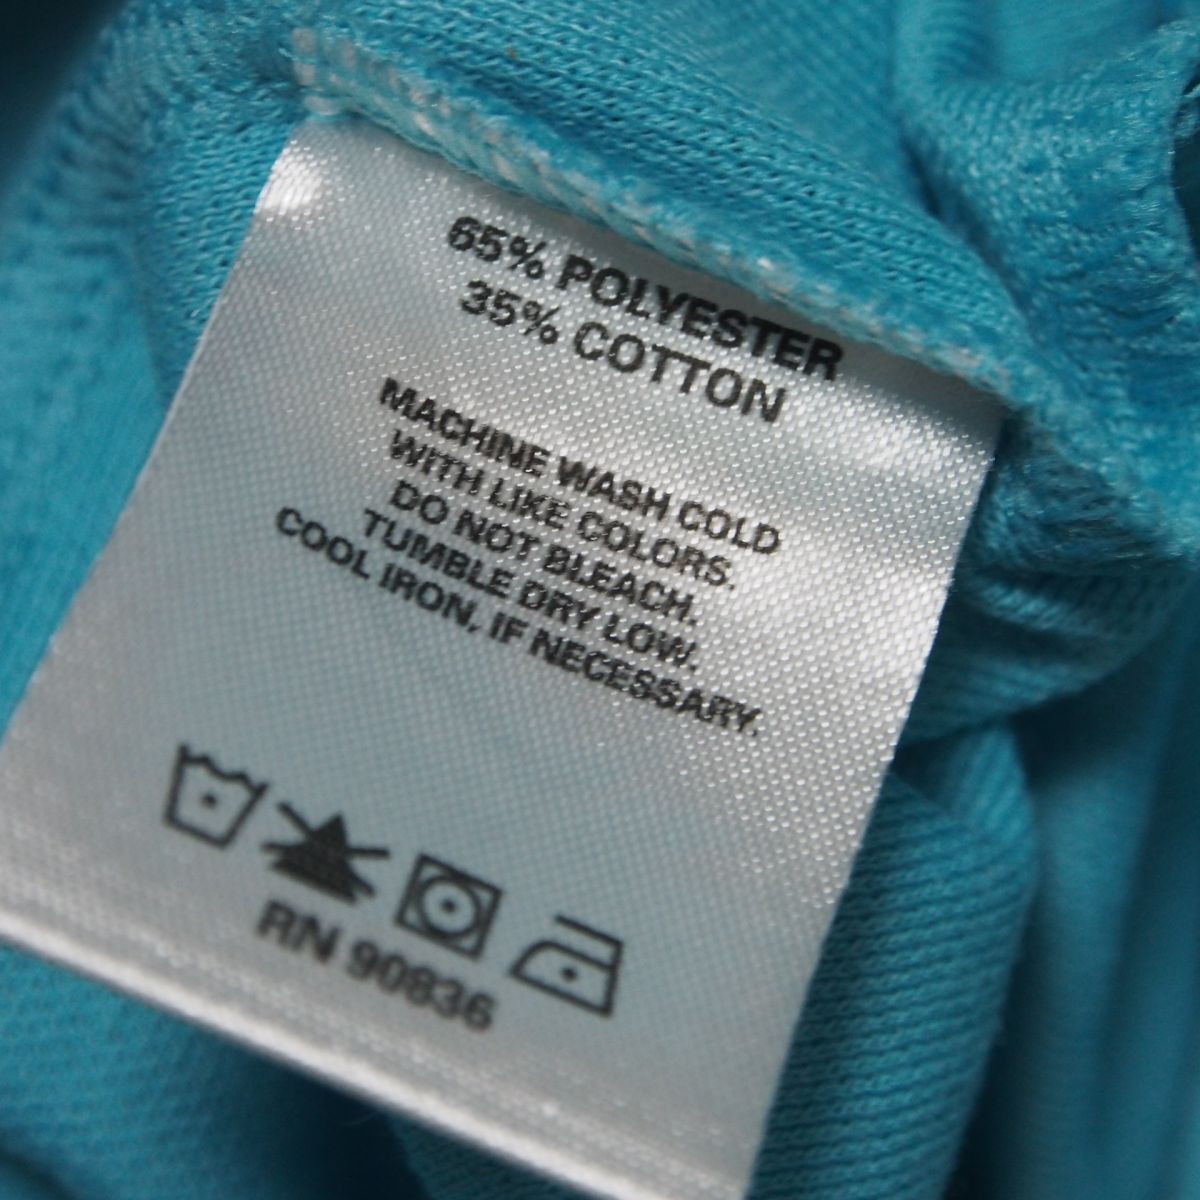 65% POLYESTER
35% COTTON
MACHINE WASH COLD
WITH LIKE COLORS.
DO NOT BLEACH.
TUMBLE DRY LOW.
COOL IRON, IF NECESSARY.
RN 90836